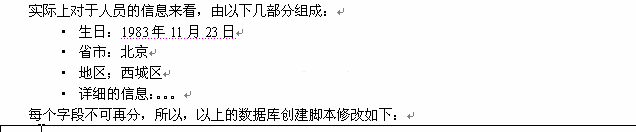 实际上对于人员的信息来看，由以下几部分组成：
· 生日：1983年11月23日
· 省市：北京
· 地区；西城区
· 详细的信息：。。。
每个字段不可再分，所以，以上的数据库创建脚本修改如下：